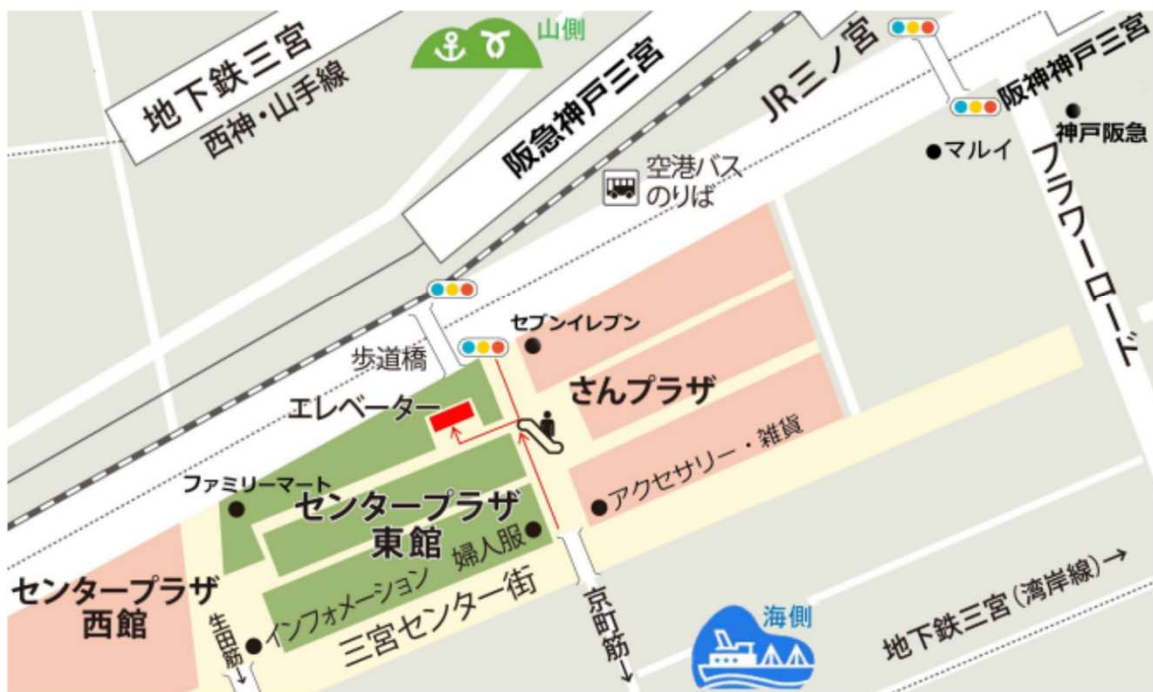 山側
地下鉄三宮
西神・山手線
阪急神戸三宮
JR三ノ宮
阪神神戸三宮
神戸阪急
マルイ
フラワーロード
空港バス
のりば
歩道橋
セブンイレブン
エレベーター
さんプラザ
アクセサリー・雑貨
ファミリーマート
センタープラザ
東館
婦人服
インフォメーション
三宮センター街
センタープラザ
西館
生田筋→
京町筋→
海側
地下鉄三宮(湾岸線)→